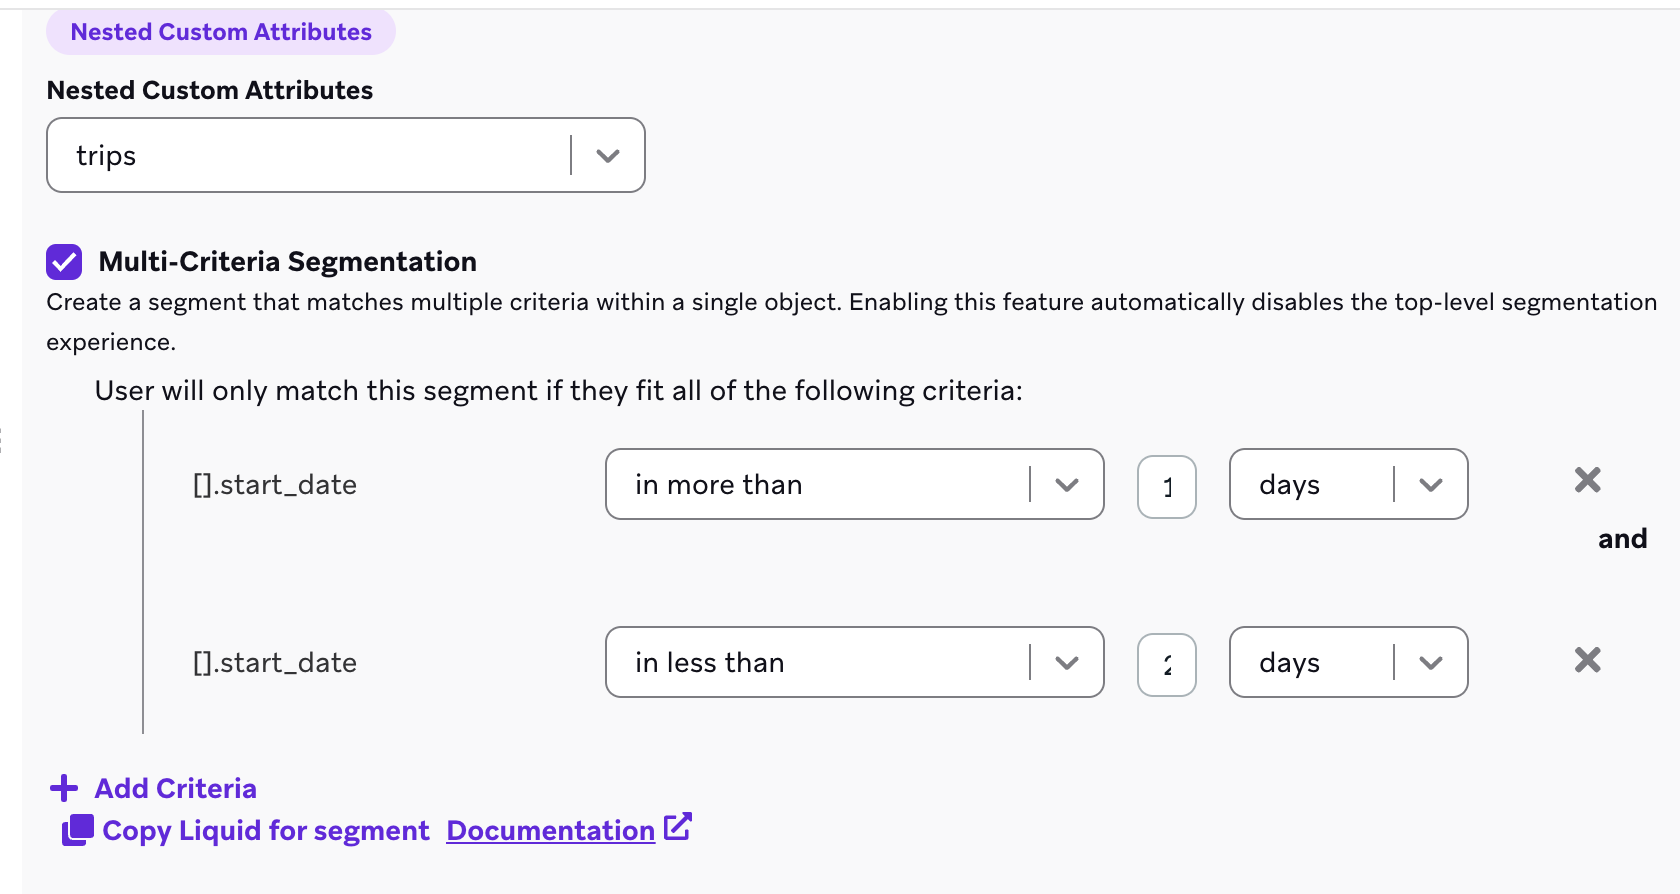 Nested Custom Attributes
Nested Custom Attributes
trips
Multi-Criteria Segmentation
Create a segment that matches multiple criteria within a single object. Enabling this feature automatically disables the top-level segmentation
experience.
User will only match this segment if they fit all of the following criteria:
[].start_date in more than 1 days
and
[].start_date in less than 2 days
Add Criteria
Copy Liquid for segment Documentation